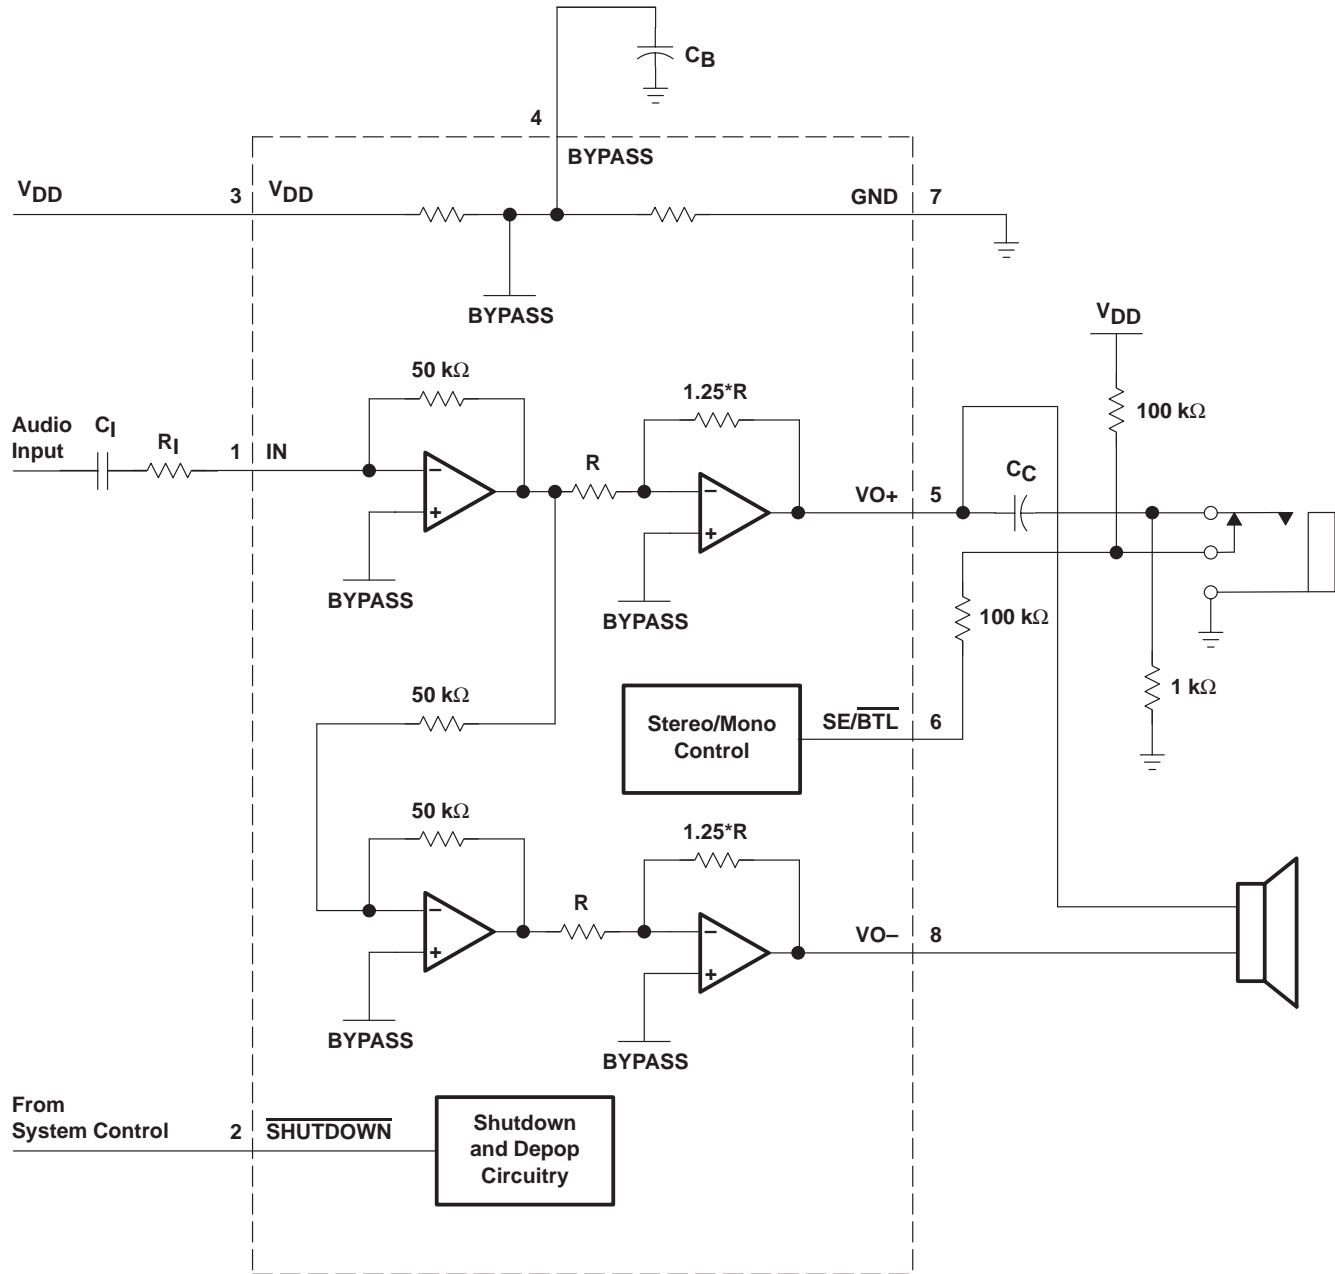 CB
4
BYPASS
VDD
3
VDD
GND
7
BYPASS
VDD
50 kΩ
1.25*R
100 kΩ
Audio
Input
CI
RI
1
IN
R
CC
VO+
5
–
+
–
+
BYPASS
BYPASS
100 kΩ
50 kΩ
1 kΩ
Stereo/Mono
Control
SE/B̅T̅L̅
6
50 kΩ
1.25*R
R
–
+
–
+
VO–
8
BYPASS
BYPASS
From
System Control
2
S̅H̅U̅T̅D̅O̅W̅N̅
Shutdown
and Depop
Circuitry